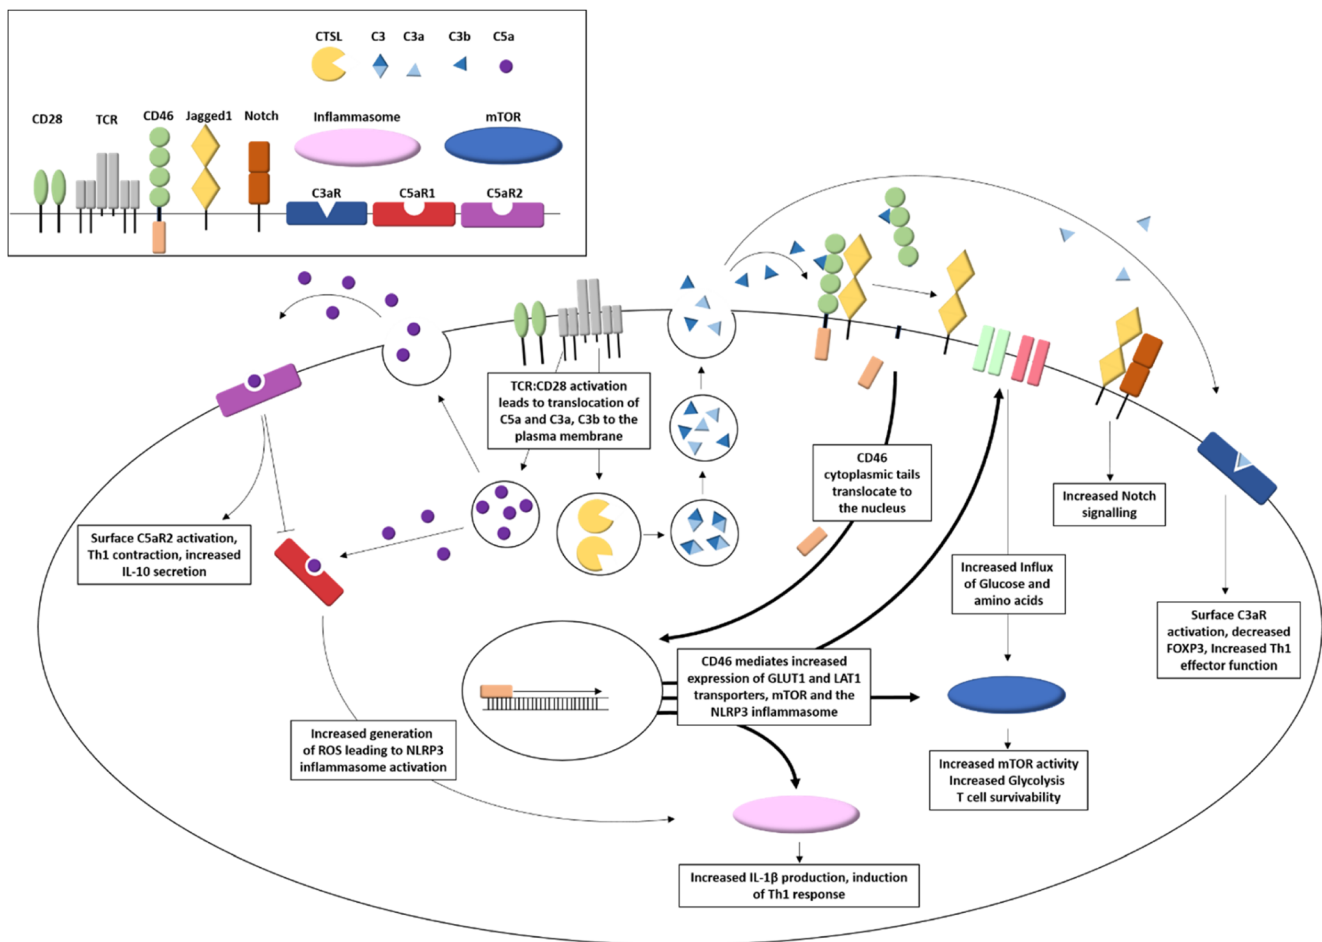 CTSL C3 C3a C3b C5a
CD28 TCR CD46 Jagged1 Notch Inflammasome mTOR
C3aR C5aR1 C5aR2
TCR:CD28 activation
leads to translocation of
C5a and C3a, C3b to the
plasma membrane
CD46
cytoplasmic tails
translocate to
the nucleus
Increased Notch
signalling
Surface C5aR2 activation,
Th1 contraction, increased
IL-10 secretion
Increased Influx
of Glucose and
amino acids
Surface C3aR
activation, decreased
FOXP3, Increased Th1
effector function
CD46 mediates increased
expression of GLUT1 and LAT1
transporters, mTOR and the
NLRP3 inflammasome
Increased generation
of ROS leading to NLRP3
inflammasome activation
Increased mTOR activity
Increased Glycolysis
T cell survivability
Increased IL-1β production, induction
of Th1 response